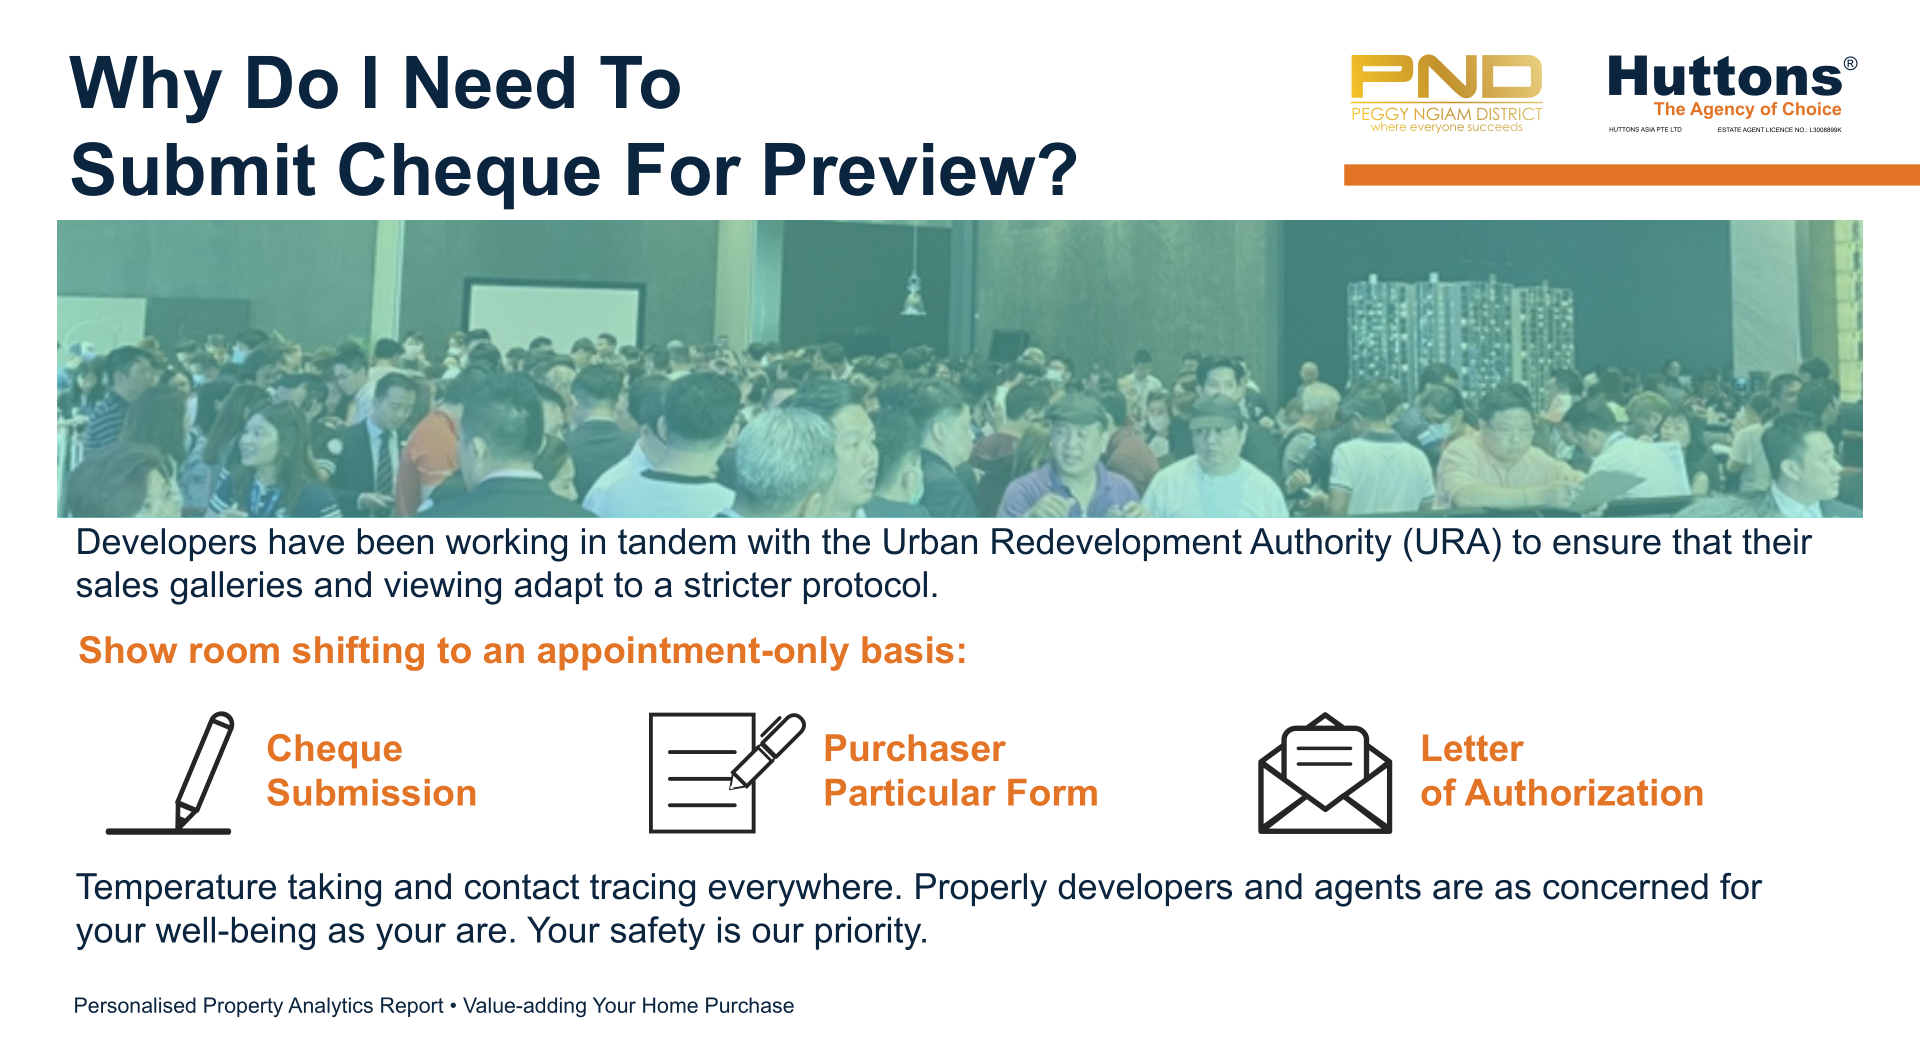 Why Do I Need To
Submit Cheque For Preview?
PND
PEGGY NGIAM DISTRICT
where everyone succeeds
Huttons®
The Agency of Choice
HUTTONS ASIA PTE LTD ESTATE AGENT LICENCE NO.: L3008899K
Developers have been working in tandem with the Urban Redevelopment Authority (URA) to ensure that their
sales galleries and viewing adapt to a stricter protocol.
Show room shifting to an appointment-only basis:
Cheque
Submission
Purchaser
Particular Form
Letter
of Authorization
Temperature taking and contact tracing everywhere. Properly developers and agents are as concerned for
your well-being as your are. Your safety is our priority.
Personalised Property Analytics Report • Value-adding Your Home Purchase